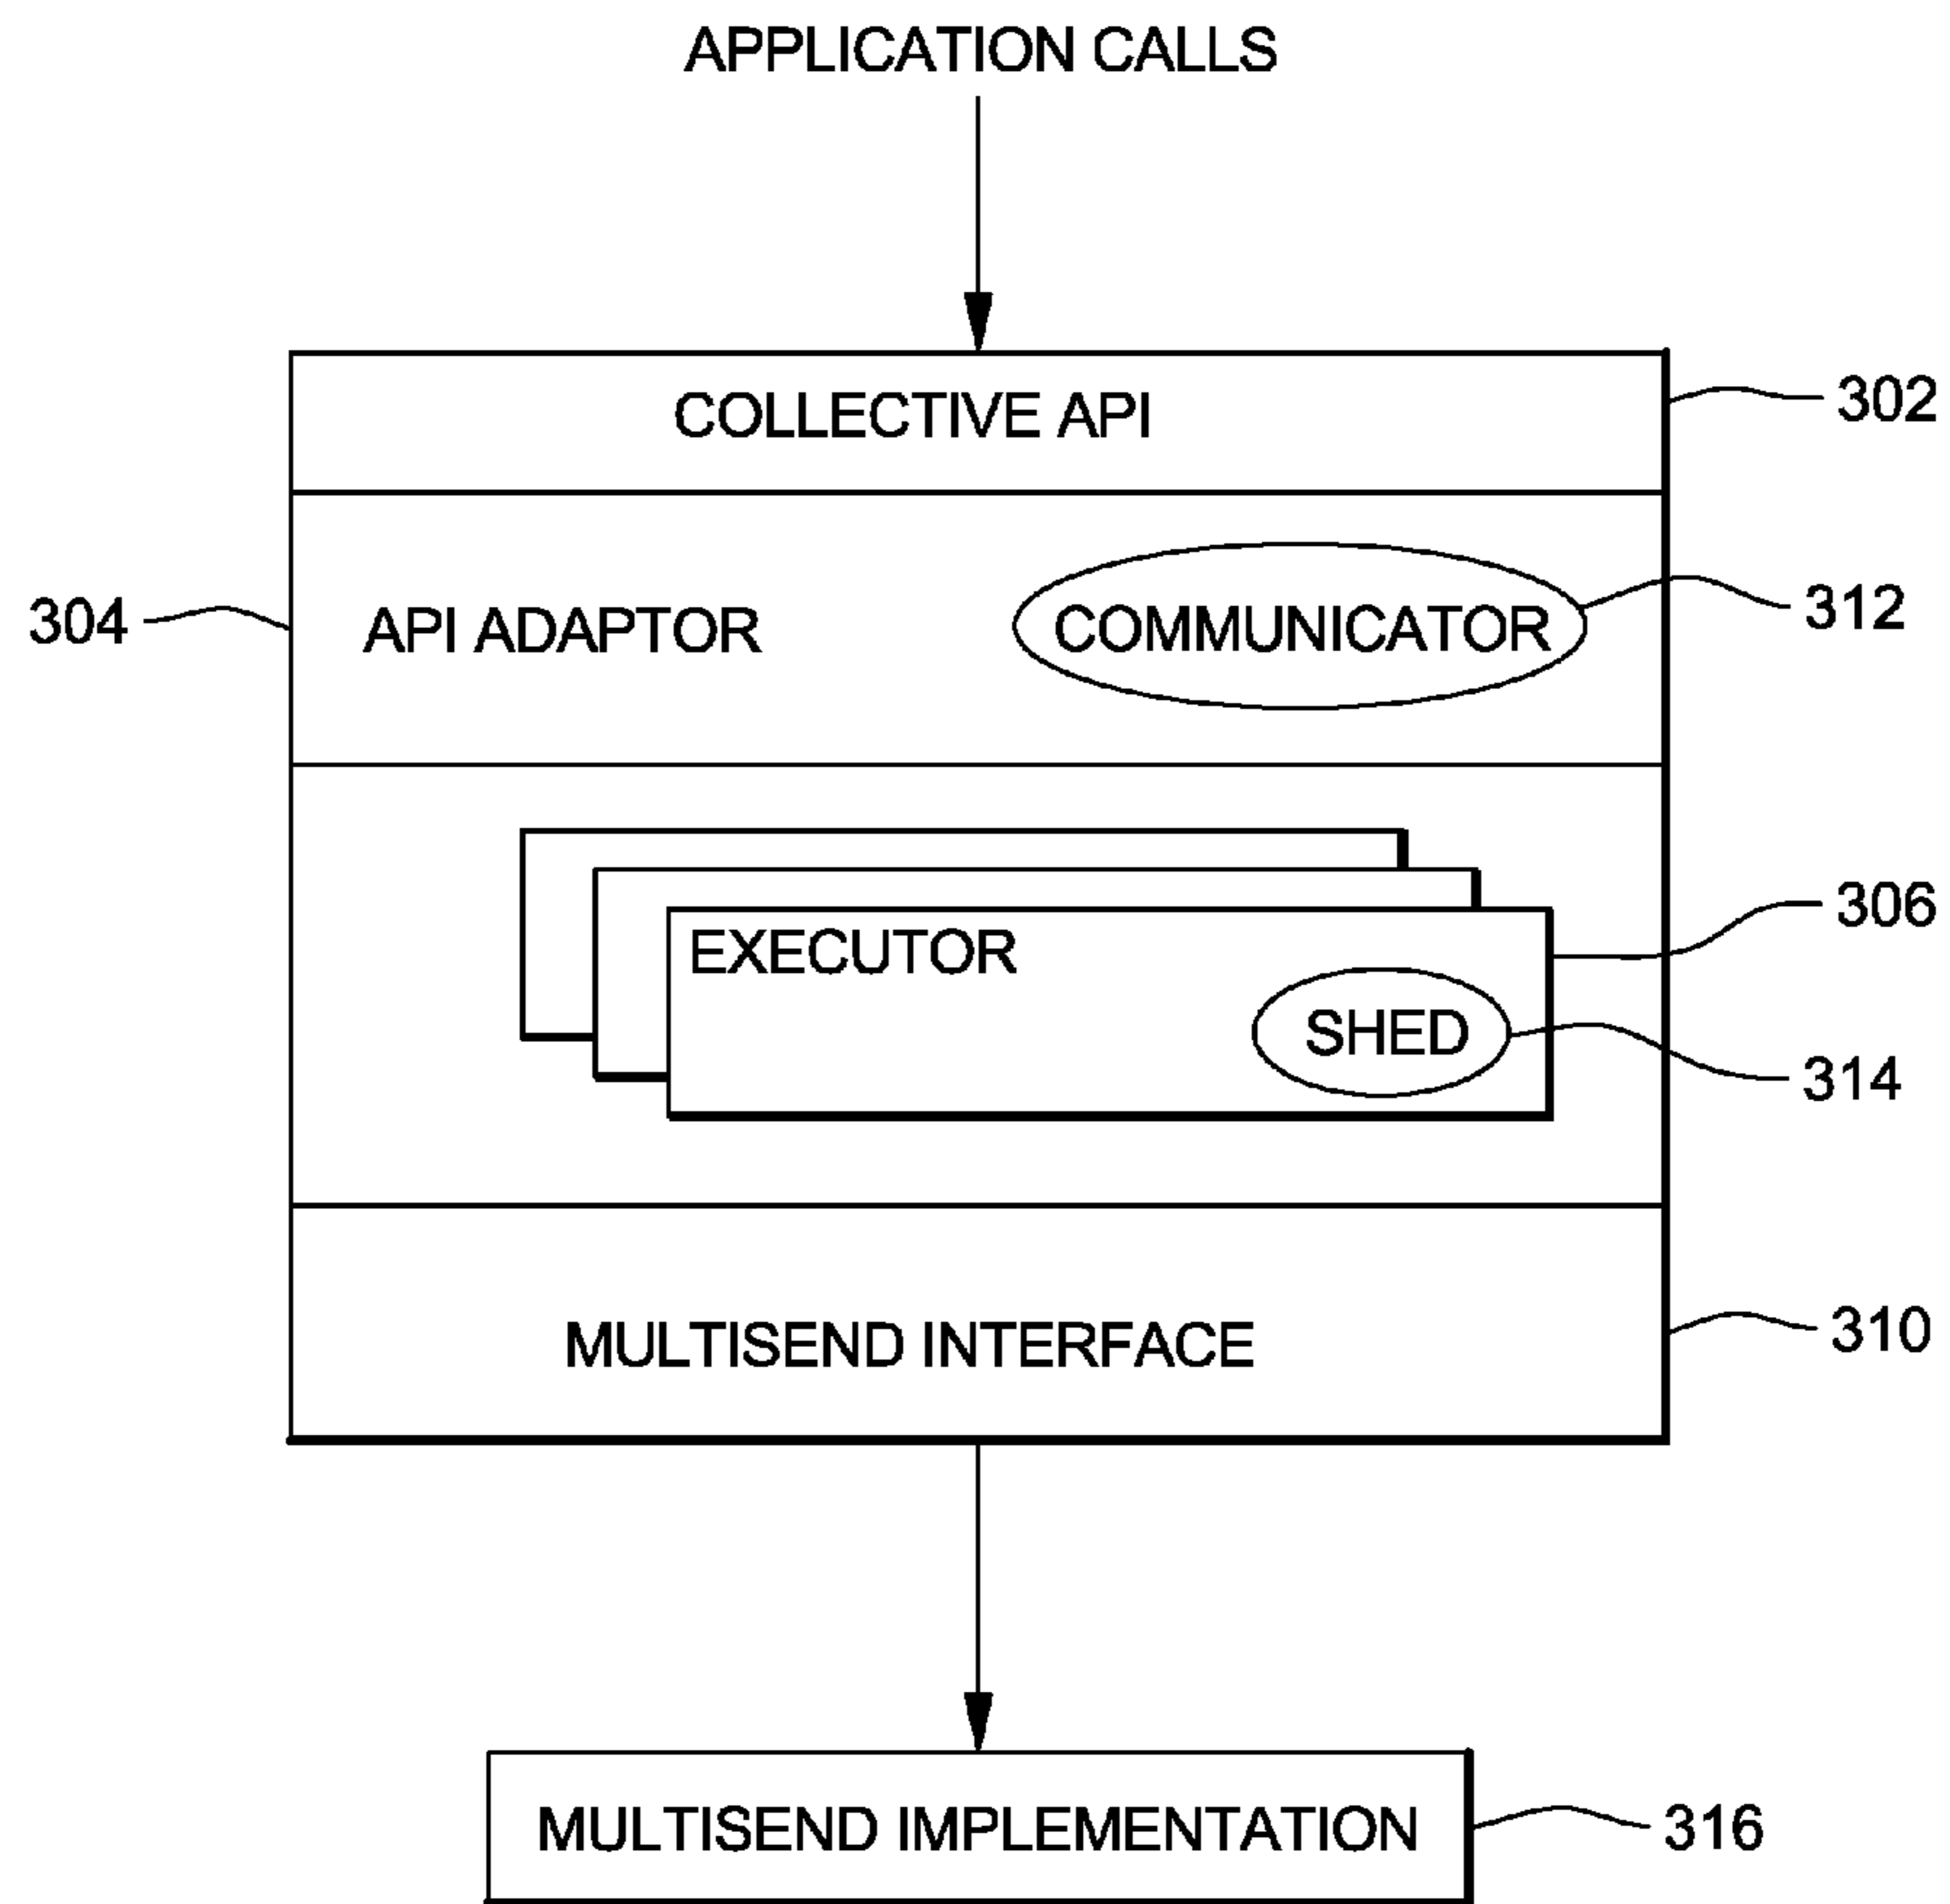 APPLICATION CALLS
COLLECTIVE API
302
304
API ADAPTOR
COMMUNICATOR
312
EXECUTOR
306
SHED
314
MULTISEND INTERFACE
310
MULTISEND IMPLEMENTATION
316